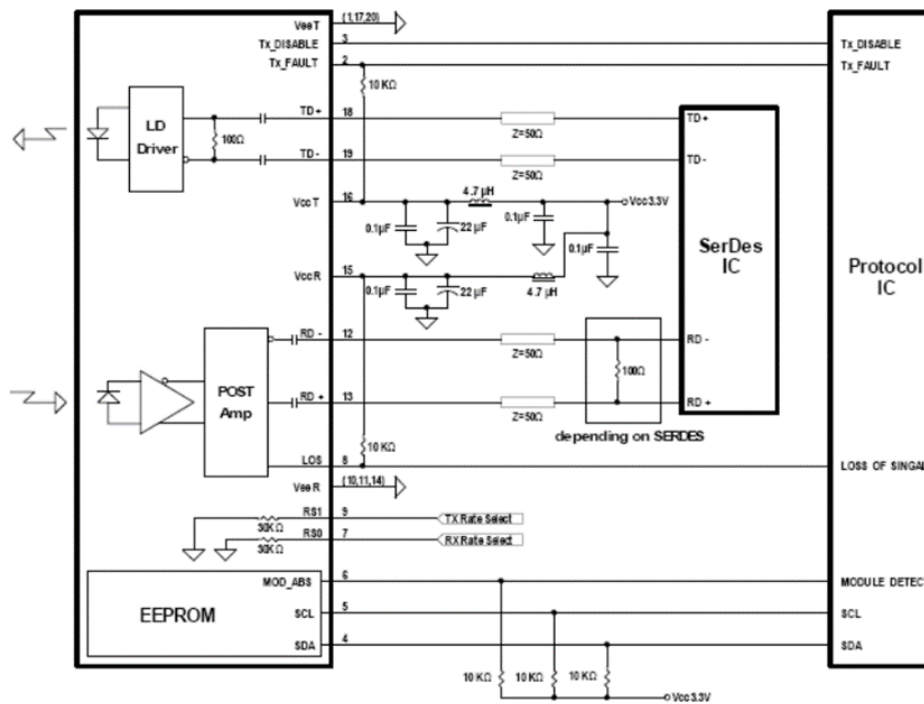 VeeT (1,17,20)
Tx_DISABLE 3 Tx_DISABLE
Tx_FAULT 2 Tx_FAULT
10 KΩ
LD
Driver
100Ω
TD+ 18 Z=50Ω TD+
TD- 19 Z=50Ω TD-
VccT 16 4.7 μH Vcc3.3V
0.1μF 22 μF 0.1μF
0.1μF
SerDes
IC
Protocol
IC
VccR 15
0.1μF 22 μF 4.7 μH
RD - 12 Z=50Ω RD -
POST
Amp
100Ω
RD + 13 Z=50Ω RD +
depending on SERDES
10 KΩ
LOS 8 LOSS OF SINGAL
VeeR (10,11,14)
RS1 9 TX Rate Select
30KΩ
RS0 7 RX Rate Select
30KΩ
EEPROM
MOD_ABS 6 MODULE DETECT
SCL 5 SCL
SDA 4 SDA
10 KΩ 10 KΩ 10 KΩ
Vcc3.3V